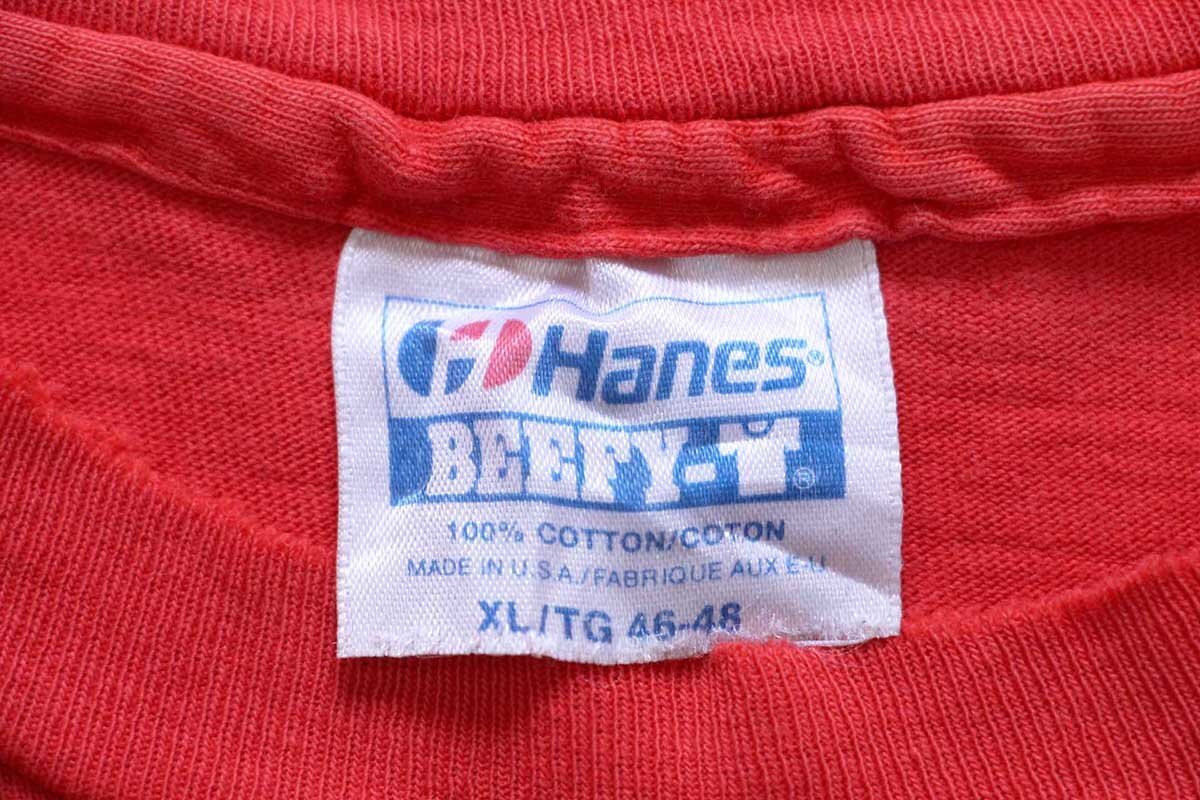 Hanes®
BEEFY-T®
100% COTTON/COTON
MADE IN U.S.A./FABRIQUE AUX E-U
XL/TG 46-48